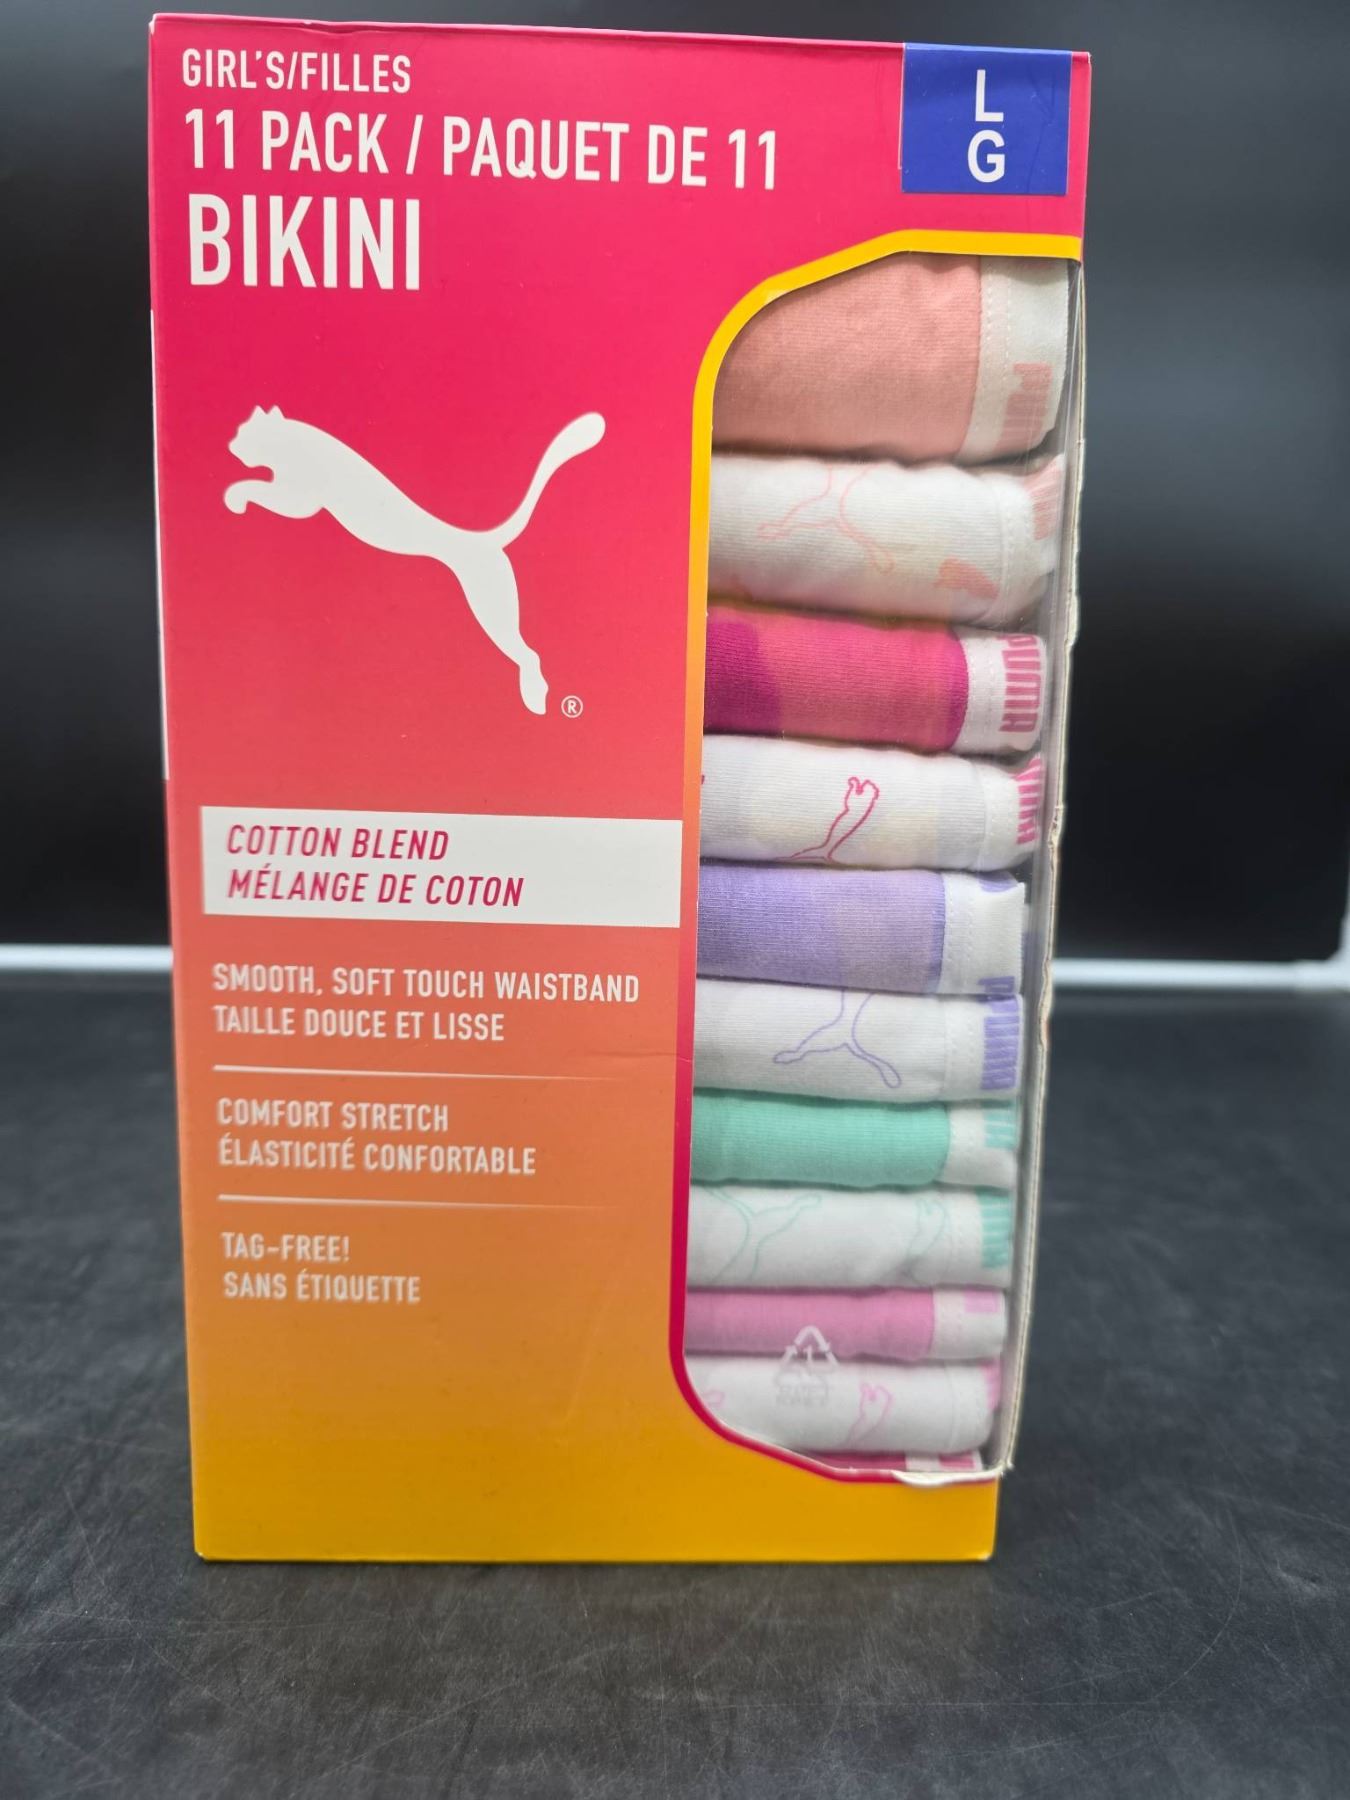 GIRL'S/FILLES
11 PACK / PAQUET DE 11
BIKINI
L
G
®
COTTON BLEND
MÉLANGE DE COTON
SMOOTH, SOFT TOUCH WAISTBAND
TAILLE DOUCE ET LISSE
COMFORT STRETCH
ÉLASTICITÉ CONFORTABLE
TAG-FREE!
SANS ÉTIQUETTE
PUMA
PUMA
PUMA